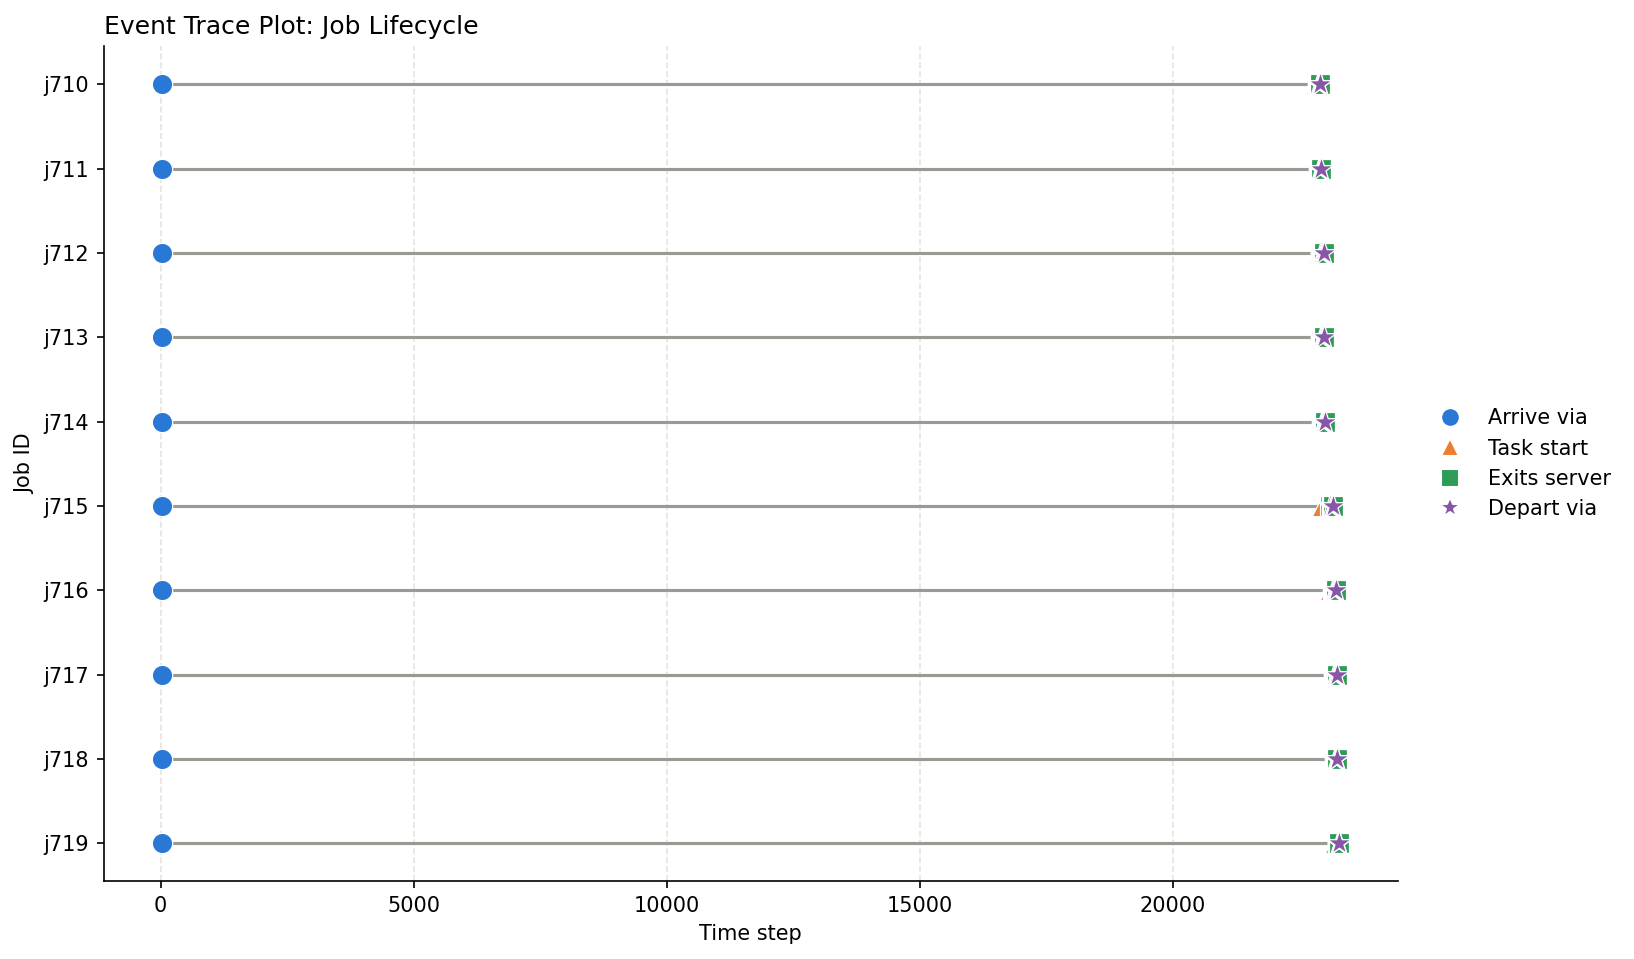 Event Trace Plot: Job Lifecycle
j710
j711
j712
j713
j714
j715
j716
j717
j718
j719
Job ID
0
5000
10000
15000
20000
Time step
Arrive via
Task start
Exits server
Depart via